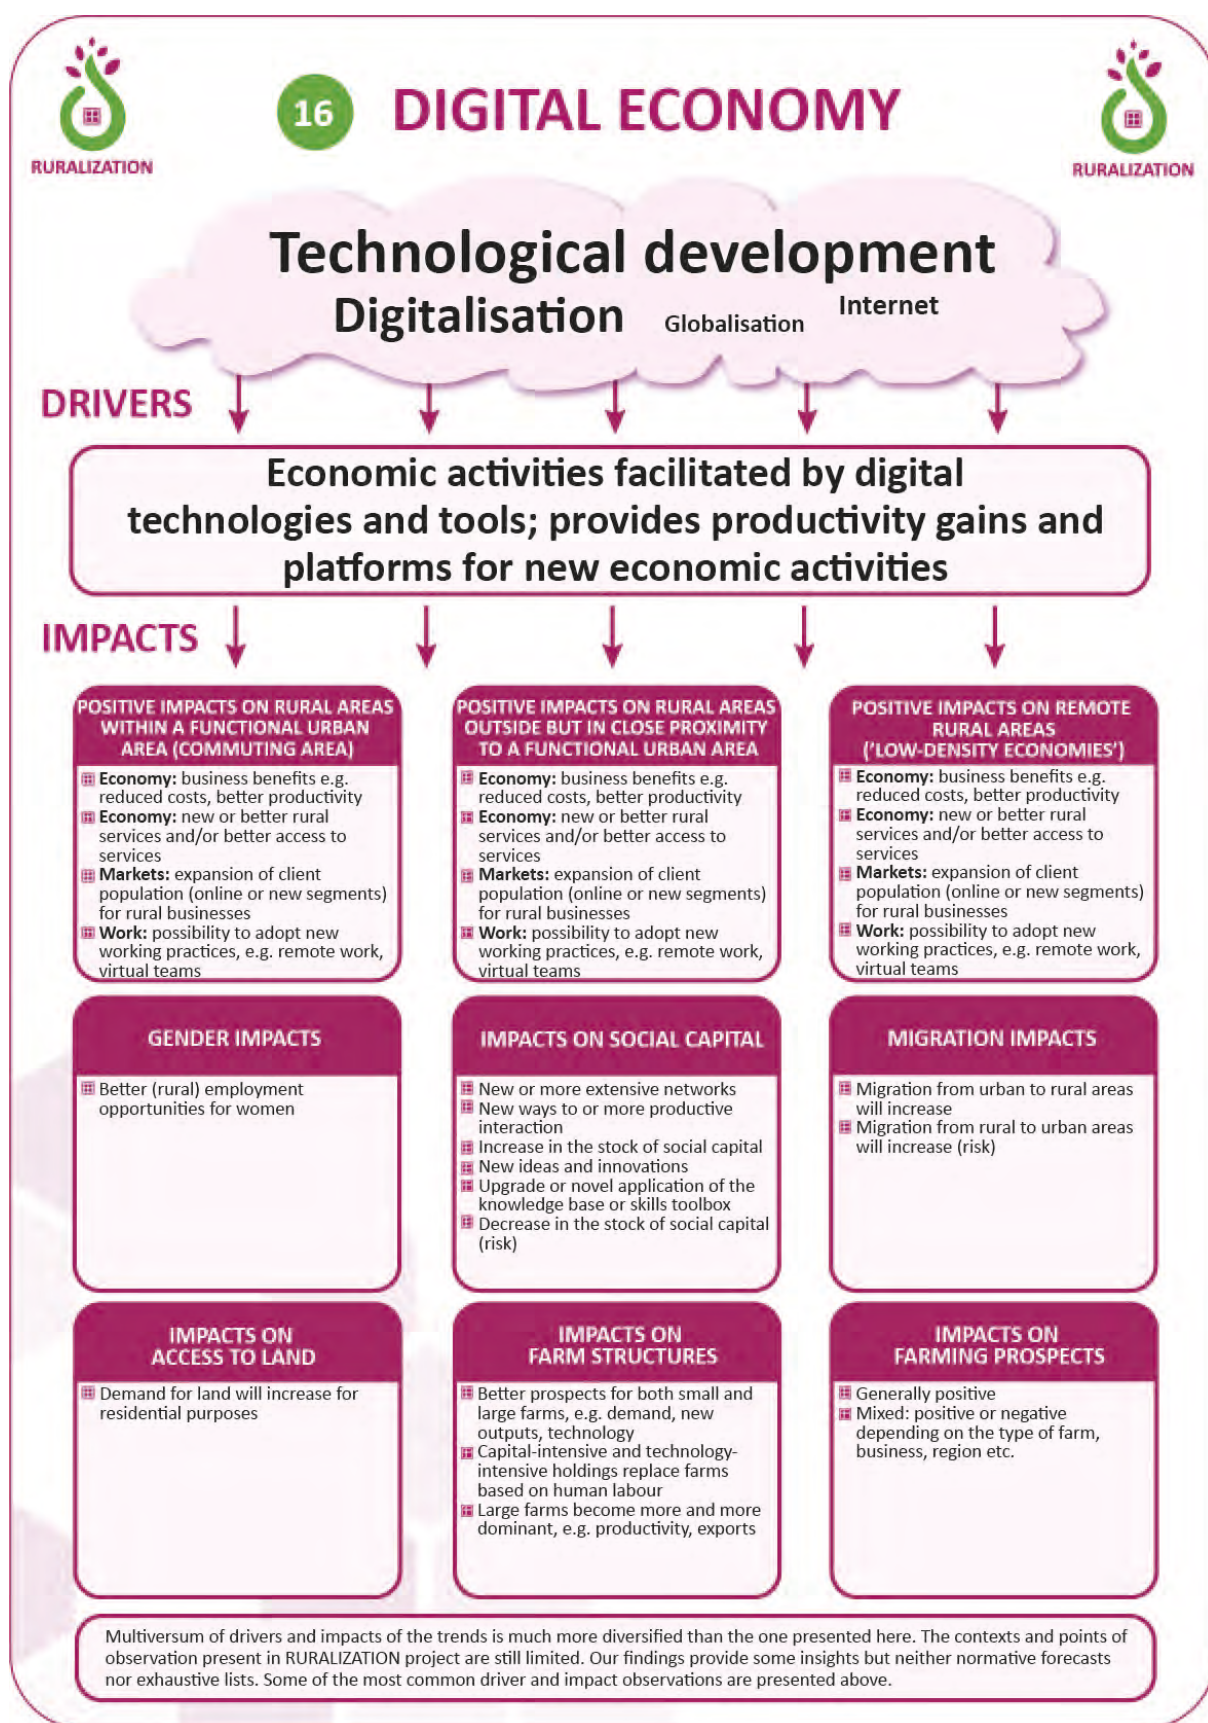 16 DIGITAL ECONOMY
RURALIZATION
RURALIZATION
Technological development
Digitalisation Globalisation Internet
DRIVERS
Economic activities facilitated by digital
technologies and tools; provides productivity gains and
platforms for new economic activities
IMPACTS
POSITIVE IMPACTS ON RURAL AREAS
WITHIN A FUNCTIONAL URBAN
AREA (COMMUTING AREA)
Economy: business benefits e.g.
reduced costs, better productivity
Economy: new or better rural
services and/or better access to
services
Markets: expansion of client
population (online or new segments)
for rural businesses
Work: possibility to adopt new
working practices, e.g. remote work,
virtual teams
POSITIVE IMPACTS ON RURAL AREAS
OUTSIDE BUT IN CLOSE PROXIMITY
TO A FUNCTIONAL URBAN AREA
Economy: business benefits e.g.
reduced costs, better productivity
Economy: new or better rural
services and/or better access to
services
Markets: expansion of client
population (online or new segments)
for rural businesses
Work: possibility to adopt new
working practices, e.g. remote work,
virtual teams
POSITIVE IMPACTS ON REMOTE
RURAL AREAS
('LOW-DENSITY ECONOMIES')
Economy: business benefits e.g.
reduced costs, better productivity
Economy: new or better rural
services and/or better access to
services
Markets: expansion of client
population (online or new segments)
for rural businesses
Work: possibility to adopt new
working practices, e.g. remote work,
virtual teams
GENDER IMPACTS
Better (rural) employment
opportunities for women
IMPACTS ON SOCIAL CAPITAL
New or more extensive networks
New ways to or more productive
interaction
Increase in the stock of social capital
New ideas and innovations
Upgrade or novel application of the
knowledge base or skills toolbox
Decrease in the stock of social capital
(risk)
MIGRATION IMPACTS
Migration from urban to rural areas
will increase
Migration from rural to urban areas
will increase (risk)
IMPACTS ON
ACCESS TO LAND
Demand for land will increase for
residential purposes
IMPACTS ON
FARM STRUCTURES
Better prospects for both small and
large farms, e.g. demand, new
outputs, technology
Capital-intensive and technology-
intensive holdings replace farms
based on human labour
Large farms become more and more
dominant, e.g. productivity, exports
IMPACTS ON
FARMING PROSPECTS
Generally positive
Mixed: positive or negative
depending on the type of farm,
business, region etc.
Multiversum of drivers and impacts of the trends is much more diversified than the one presented here. The contexts and points of
observation present in RURALIZATION project are still limited. Our findings provide some insights but neither normative forecasts
nor exhaustive lists. Some of the most common driver and impact observations are presented above.